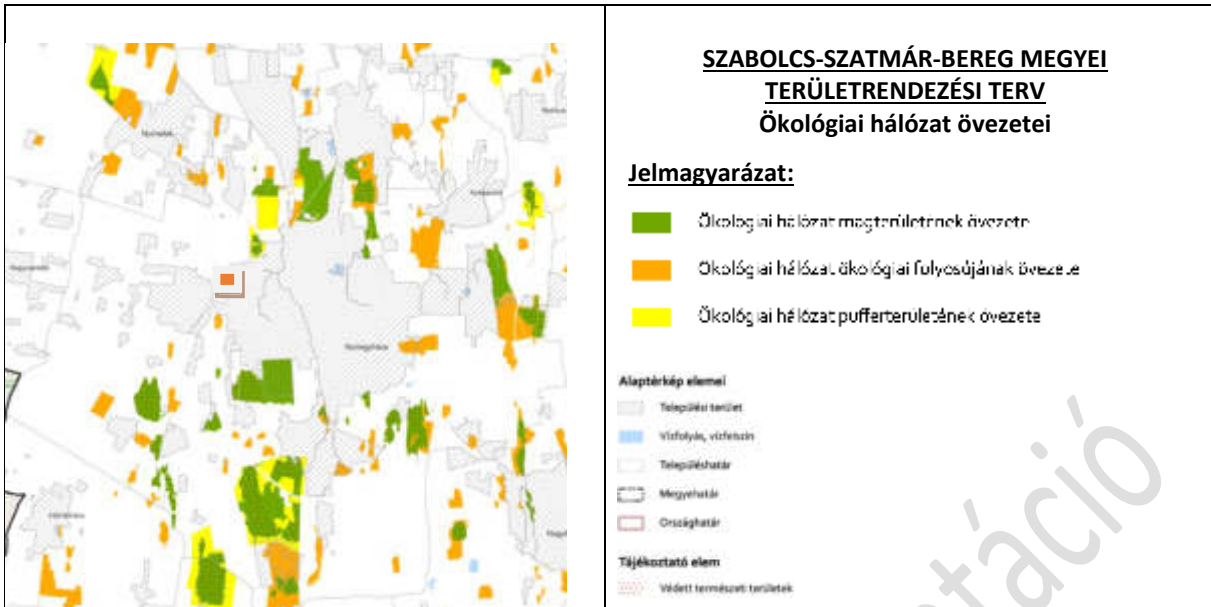 SZABOLCS-SZATMÁR-BEREG MEGYEI
TERÜLETRENDEZÉSI TERV
Ökológiai hálózat övezetei
Jelmagyarázat:
Ökológiai hálózat magterületének övezete
Ökológiai hálózat ökológiai folyosójának övezete
Ökológiai hálózat pufferterületének övezete
Alaptérkép elemei
Települési terület
Vízfolyás, vízfelszín
Településhatár
Megyehatár
Országhatár
Tájékoztató elem
Védett természeti területek
Nyíregyháza